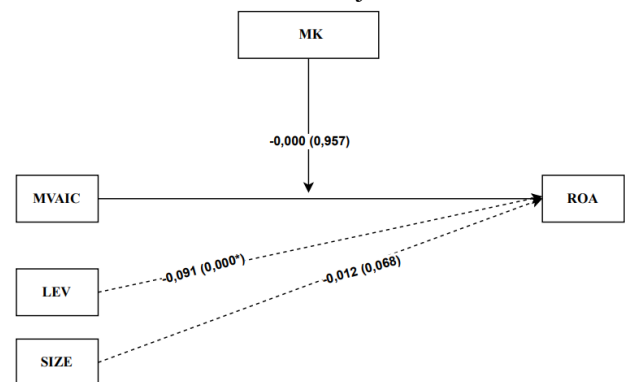 MK
-0,000 (0,957)
MVAIC
ROA
-0,091 (0,000*)
-0,012 (0,068)
LEV
SIZE